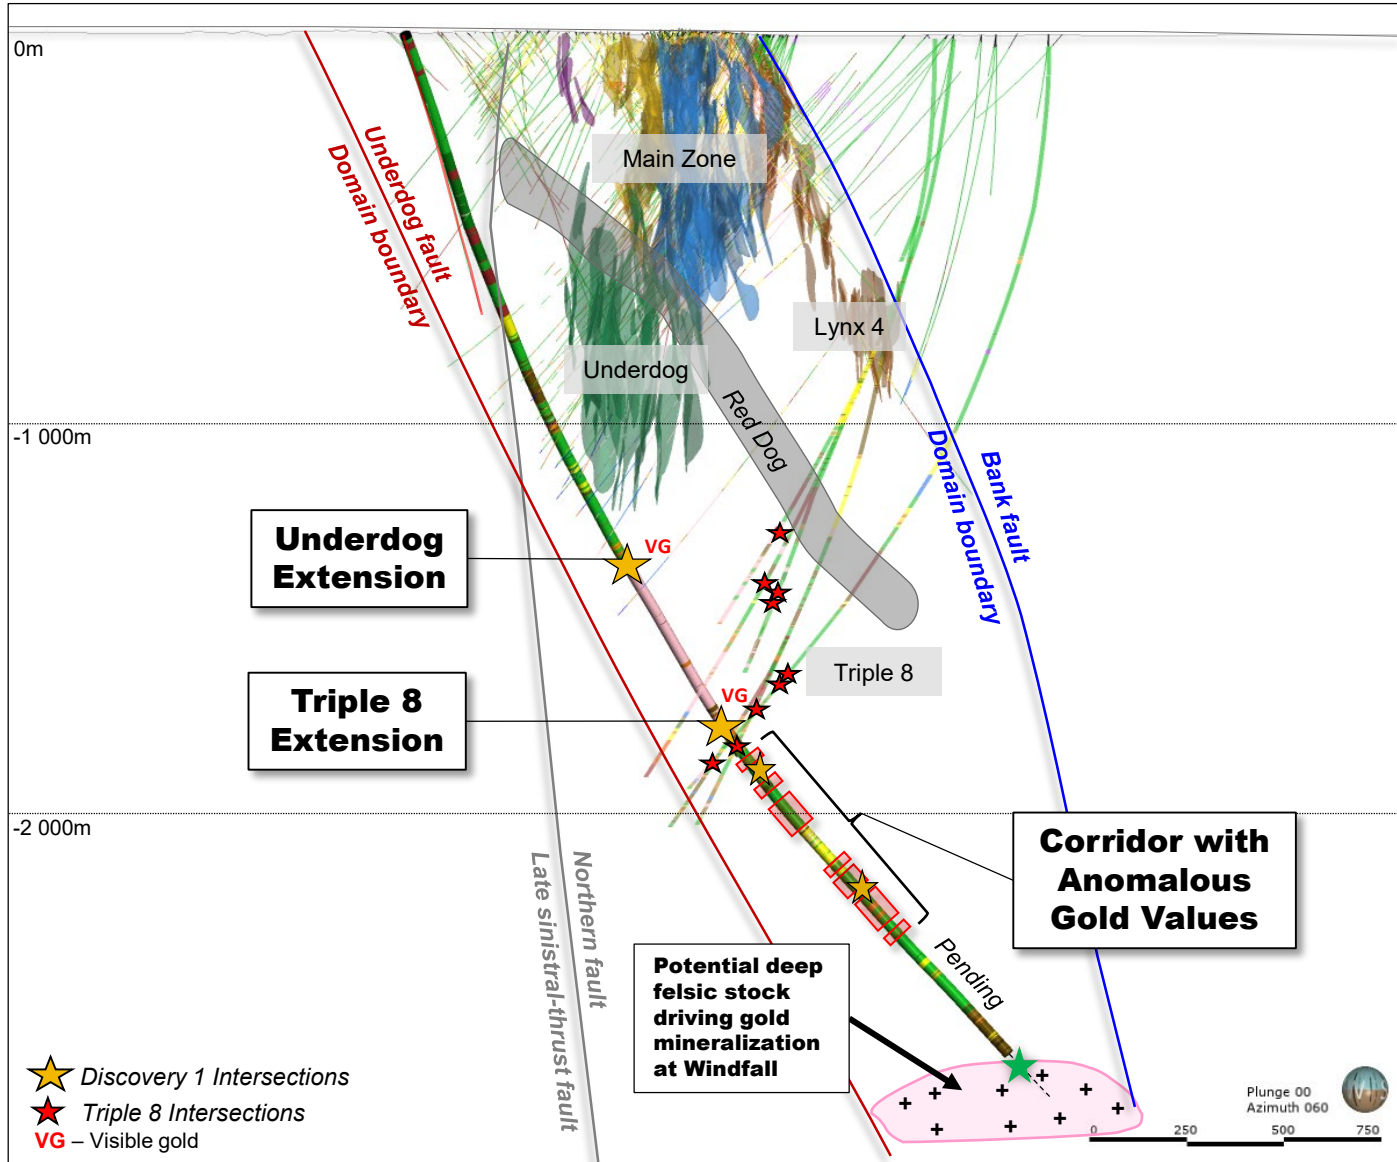 0m
Underdog fault
Domain boundary
Main Zone
Lynx 4
Underdog
Red Dog
-1 000m
Bank fault
Domain boundary
Underdog
Extension
VG
Triple 8
Triple 8
Extension
VG
-2 000m
Corridor with
Anomalous
Gold Values
Northern fault
Late sinistral-thrust fault
Pending
Potential deep
felsic stock
driving gold
mineralization
at Windfall
Discovery 1 Intersections
Triple 8 Intersections
VG – Visible gold
Plunge 00
Azimuth 060
0 250 500 750